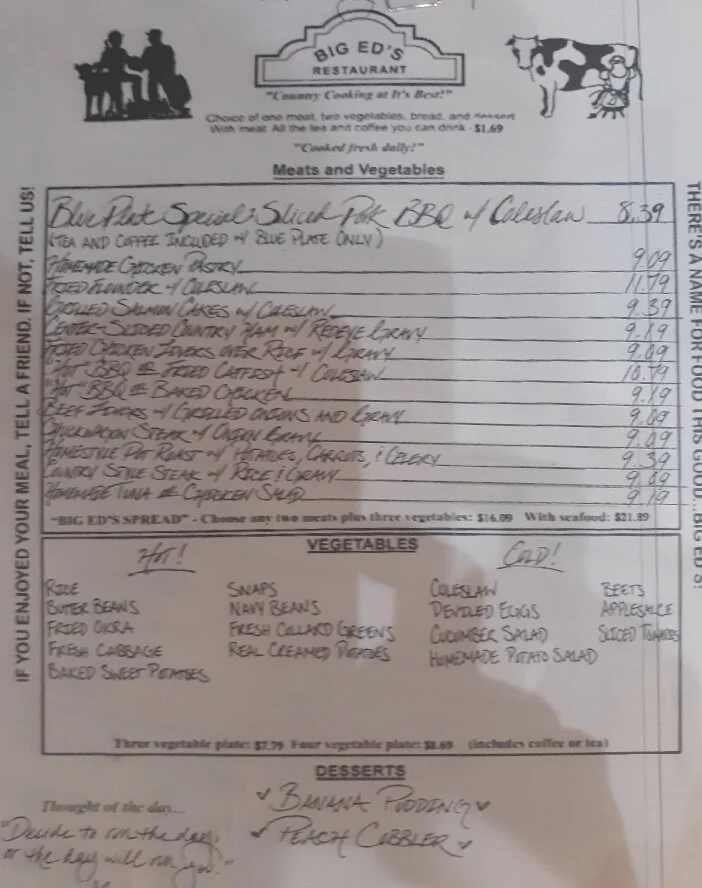 BIG ED'S
RESTAURANT
"Country Cooking at It's Best!"
Choice of one meat, two vegetables, bread, and dessert
With meat All the tea and coffee you can drink - $1.69
"Cooked fresh daily!"
Meats and Vegetables
IF YOU ENJOYED YOUR MEAL, TELL A FRIEND. IF NOT, TELL US!
THERE'S A NAME FOR FOOD THIS GOOD...BIG ED'S!
Blue Plate Special: Sliced Pork BBQ w/ Coleslaw 8.39
(TEA AND COFFEE INCLUDED W/ BLUE PLATE ONLY)
HOMEMADE CHICKEN PASTRY 9.09
FRIED FLOUNDER W/ COLESLAW 11.79
GRILLED SALMON CAKES W/ COLESLAW 9.39
CENTER-SLICED COUNTRY HAM W/ REDEYE GRAVY 9.19
FRIED CHICKEN LIVERS OVER RICE W/ GRAVY 9.09
"HOT" BBQ OR FRIED CATFISH W/ COLESLAW 10.79
"HOT" BBQ OR BAKED CHICKEN 9.19
BEEF LIVERS W/ GRILLED ONIONS AND GRAVY 9.09
CHUCKWAGON STEAK W/ ONION GRAVY 9.09
HOMESTYLE POT ROAST W/ POTATOES, CARROTS, & CELERY 9.39
COUNTRY STYLE STEAK W/ RICE & GRAVY 9.09
HOMEMADE TUNA OR CHICKEN SALAD 9.19
"BIG ED'S SPREAD" - Choose any two meats plus three vegetables: $16.09 With seafood: $21.89
VEGETABLES
HOT! COLD!
RICE SNAPS COLESLAW BEETS
BUTTER BEANS NAVY BEANS DEVILED EGGS APPLESAUCE
FRIED OKRA FRESH COLLARD GREENS CUCUMBER SALAD SLICED TOMATOES
FRESH CABBAGE REAL CREAMED POTATOES HOMEMADE POTATO SALAD
BAKED SWEET POTATOES
Three vegetable plate: $7.79 Four vegetable plate: $8.69 (includes coffee or tea)
DESSERTS
BANANA PUDDING
PEACH COBBLER
Thought of the day...
"Decide to run the day,
or the day will run you."